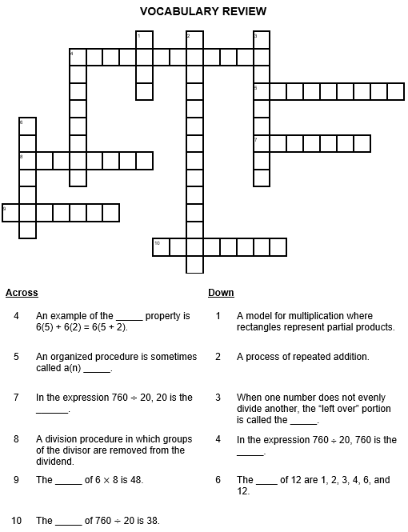 VOCABULARY REVIEW
1 2 3
4
5
6
7
8
9
10
Across
4 An example of the _____ property is
6(5) + 6(2) = 6(5 + 2).
5 An organized procedure is sometimes
called a(n) _____.
7 In the expression 760 ÷ 20, 20 is the
______.
8 A division procedure in which groups
of the divisor are removed from the
dividend.
9 The _____ of 6 × 8 is 48.
10 The _____ of 760 ÷ 20 is 38.
Down
1 A model for multiplication where
rectangles represent partial products.
2 A process of repeated addition.
3 When one number does not evenly
divide another, the "left over" portion
is called the _____.
4 In the expression 760 ÷ 20, 760 is the
_____.
6 The ____ of 12 are 1, 2, 3, 4, 6, and
12.